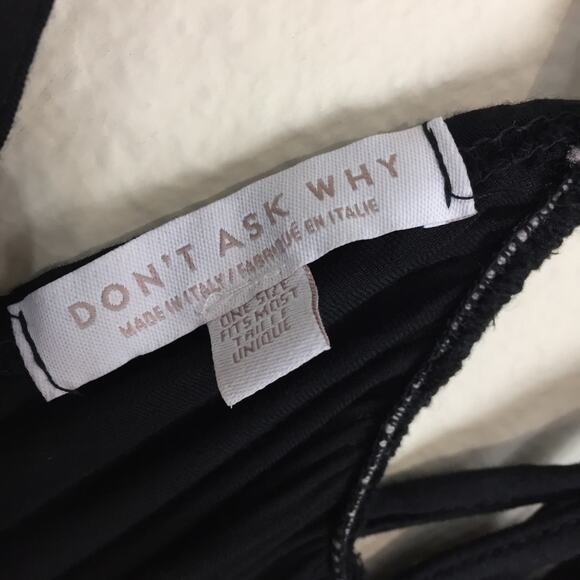 DON'T ASK WHY
MADE IN ITALY / FABRIQUÉ EN ITALIE
ONE SIZE
FITS MOST
TAILLE
UNIQUE